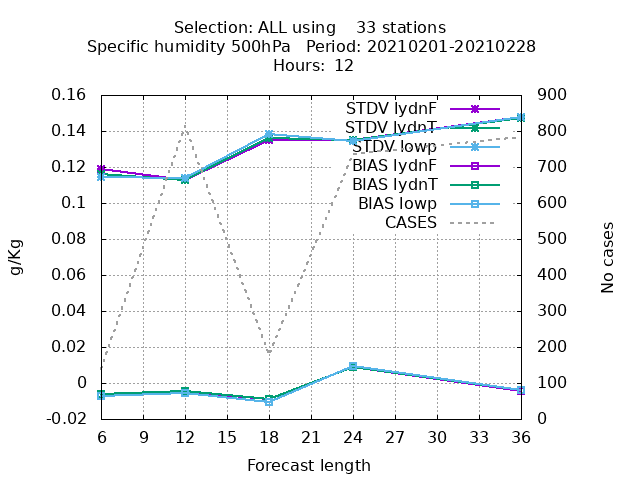 Selection: ALL using    33 stations
Specific humidity 500hPa   Period: 20210201-20210228
Hours:  12
0.16
0.14
0.12
0.1
0.08
0.06
0.04
0.02
0
-0.02
g/Kg
900
800
700
600
500
400
300
200
100
0
No cases
STDV lydnF
STDV lydnT
STDV lowp
BIAS lydnF
BIAS lydnT
BIAS lowp
CASES
6 9 12 15 18 21 24 27 30 33 36
Forecast length